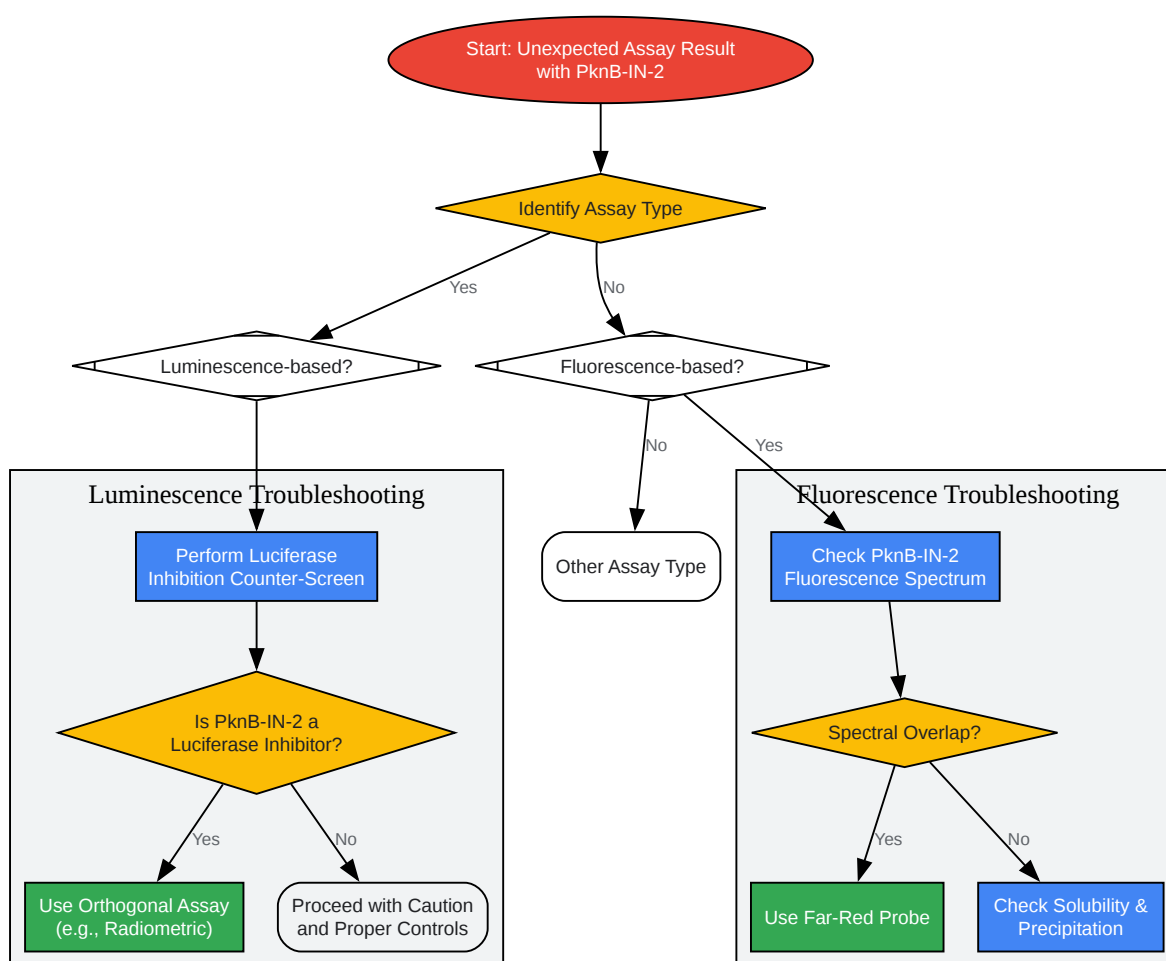 Start: Unexpected Assay Result
with PknB-IN-2
Identify Assay Type
Yes
No
Luminescence-based?
Fluorescence-based?
No
Yes
Luminescence Troubleshooting
Fluorescence Troubleshooting
Perform Luciferase
Inhibition Counter-Screen
Other Assay Type
Check PknB-IN-2
Fluorescence Spectrum
Is PknB-IN-2 a
Luciferase Inhibitor?
Spectral Overlap?
Yes
No
Yes
No
Use Orthogonal Assay
(e.g., Radiometric)
Proceed with Caution
and Proper Controls
Use Far-Red Probe
Check Solubility &
Precipitation